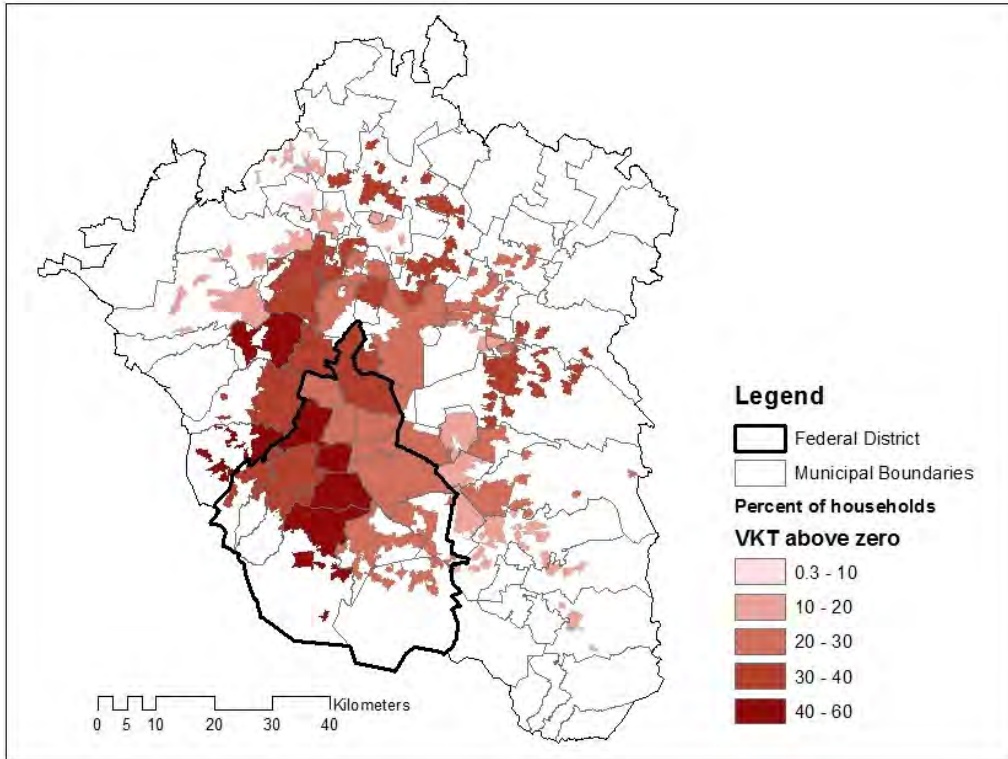 Legend
Federal District
Municipal Boundaries
Percent of households
VKT above zero
0.3 - 10
10 - 20
20 - 30
30 - 40
40 - 60
Kilometers
0 5 10 20 30 40